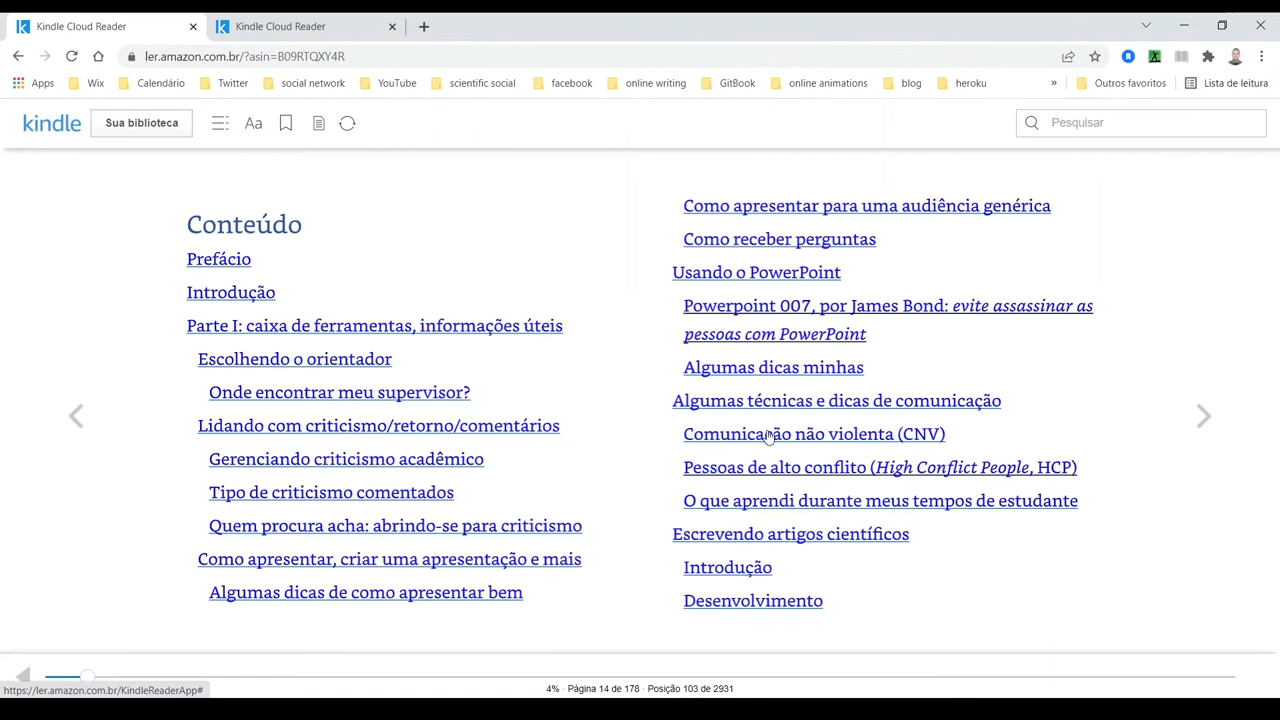 Kindle Cloud Reader
Kindle Cloud Reader
ler.amazon.com.br/?asin=B09RTQXY4R
Apps
Wix
Calendário
Twitter
social network
YouTube
scientific social
facebook
online writing
GitBook
online animations
blog
heroku
»
Outros favoritos
Lista de leitura
kindle
Sua biblioteca
Aa
Pesquisar
Conteúdo
Prefácio
Introdução
Parte I: caixa de ferramentas, informações úteis
Escolhendo o orientador
Onde encontrar meu supervisor?
Lidando com criticismo/retorno/comentários
Gerenciando criticismo acadêmico
Tipo de criticismo comentados
Quem procura acha: abrindo-se para criticismo
Como apresentar, criar uma apresentação e mais
Algumas dicas de como apresentar bem
Como apresentar para uma audiência genérica
Como receber perguntas
Usando o PowerPoint
Powerpoint 007, por James Bond: evite assassinar as
pessoas com PowerPoint
Algumas dicas minhas
Algumas técnicas e dicas de comunicação
Comunicação não violenta (CNV)
Pessoas de alto conflito (High Conflict People, HCP)
O que aprendi durante meus tempos de estudante
Escrevendo artigos científicos
Introdução
Desenvolvimento
https://ler.amazon.com.br/KindleReaderApp#
4% · Página 14 de 178 · Posição 103 de 2931